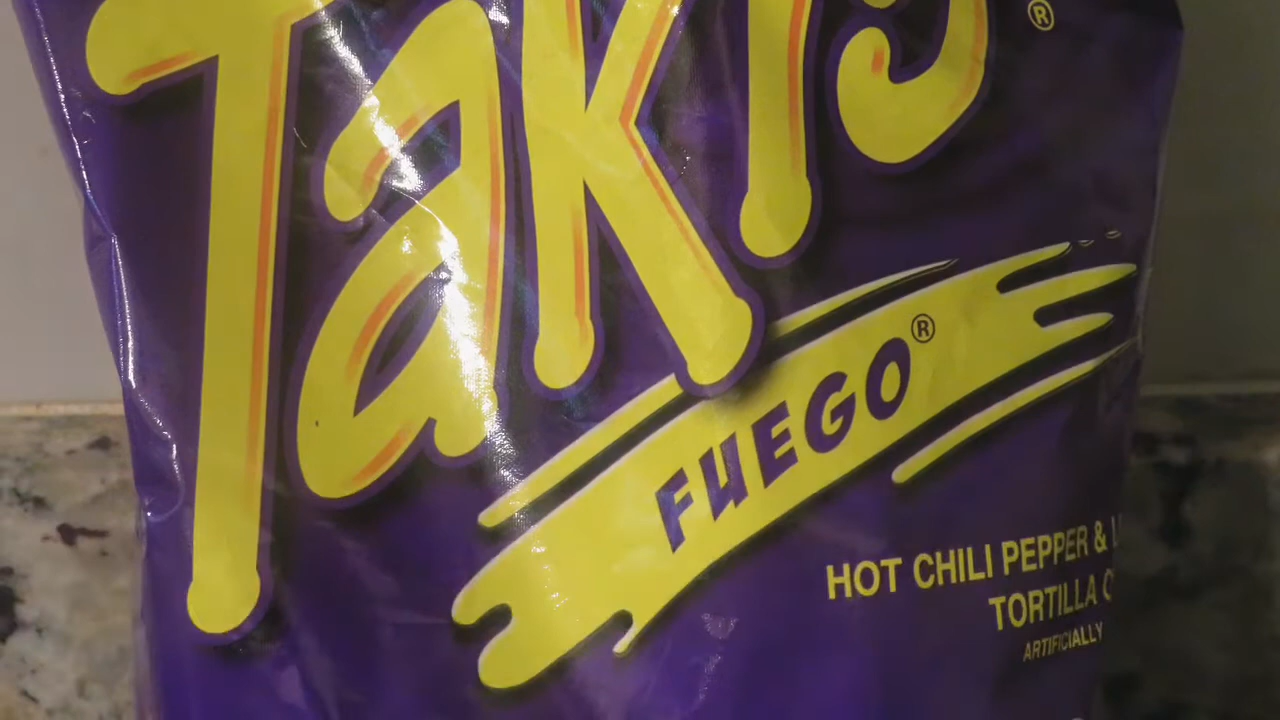 Takis®
FUEGO®
HOT CHILI PEPPER &
TORTILLA
ARTIFICIALLY